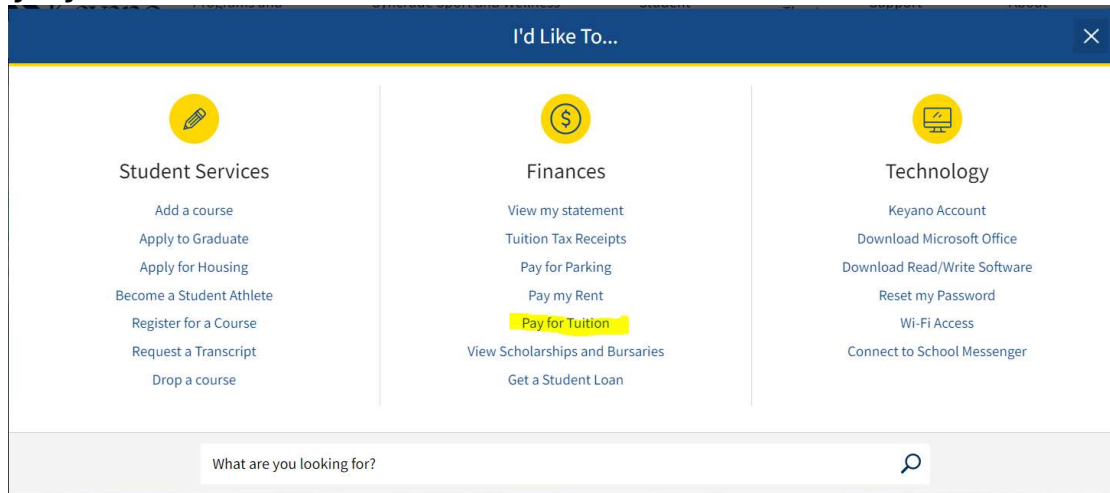 I'd Like To...
Student Services
Add a course
Apply to Graduate
Apply for Housing
Become a Student Athlete
Register for a Course
Request a Transcript
Drop a course
Finances
View my statement
Tuition Tax Receipts
Pay for Parking
Pay my Rent
Pay for Tuition
View Scholarships and Bursaries
Get a Student Loan
Technology
Keyano Account
Download Microsoft Office
Download Read/Write Software
Reset my Password
Wi-Fi Access
Connect to School Messenger
What are you looking for?